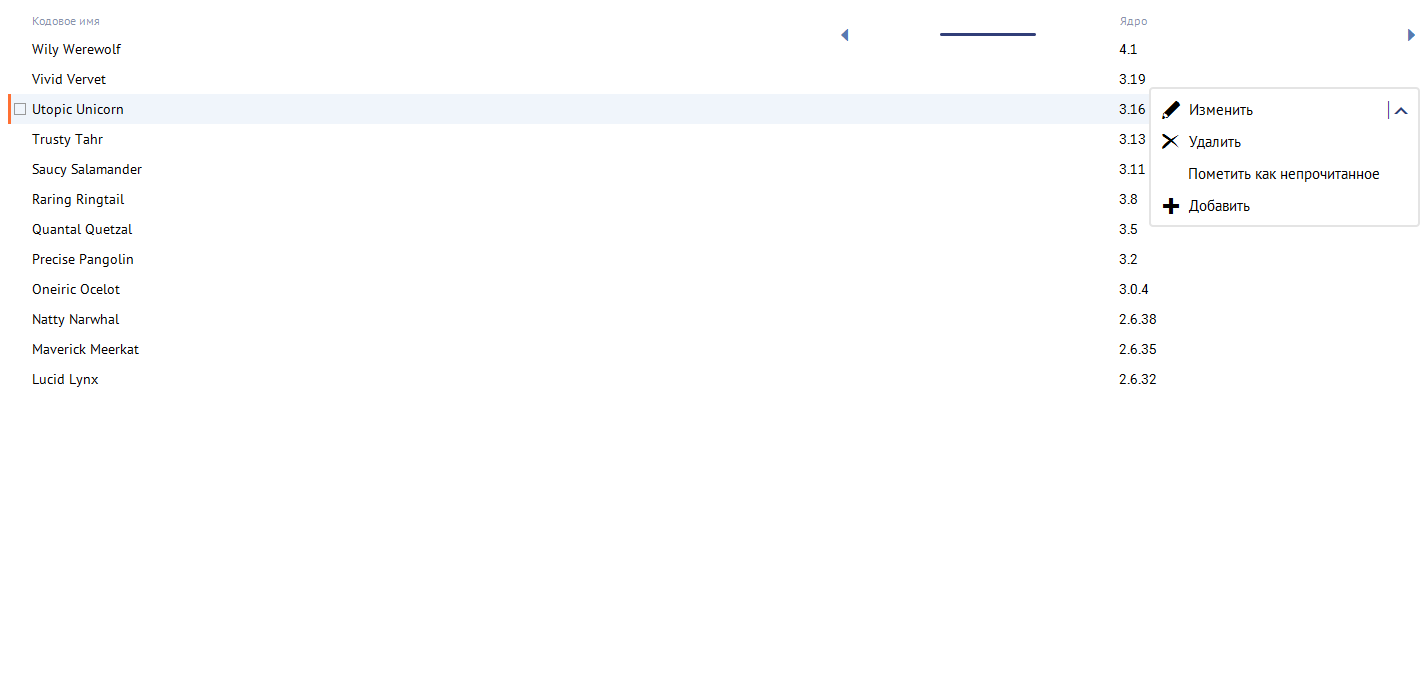 Кодовое имя Ядро
Wily Werewolf 4.1
Vivid Vervet 3.19
Utopic Unicorn 3.16 Изменить
Trusty Tahr 3.13 Удалить
Saucy Salamander 3.11 Пометить как непрочитанное
Raring Ringtail 3.8 Добавить
Quantal Quetzal 3.5
Precise Pangolin 3.2
Oneiric Ocelot 3.0.4
Natty Narwhal 2.6.38
Maverick Meerkat 2.6.35
Lucid Lynx 2.6.32